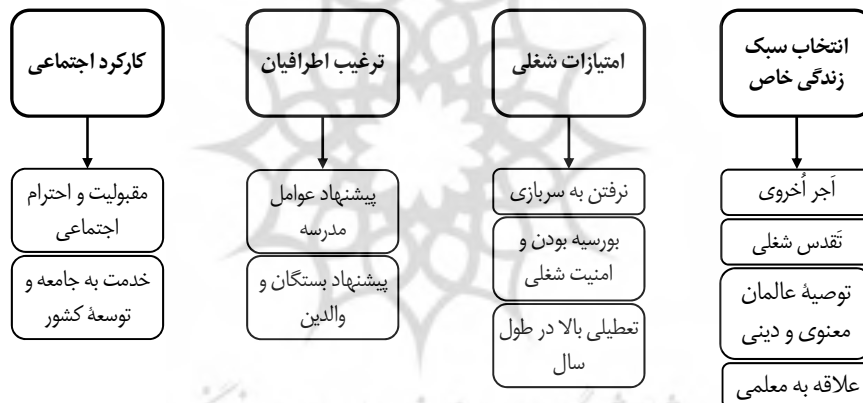 انتخاب سبک
زندگی خاص
اَجر اُخروی
تَقدس شغلی
توصیهٔ عالمان
معنوی و دینی
علاقه به معلمی
امتیازات شغلی
نرفتن به سربازی
بورسیه بودن و
امنیت شغلی
تعطیلی بالا در طول
سال
ترغیب اطرافیان
پیشنهاد عوامل
مدرسه
پیشنهاد بستگان و
والدین
کارکرد اجتماعی
مقبولیت و احترام
اجتماعی
خدمت به جامعه و
توسعهٔ کشور